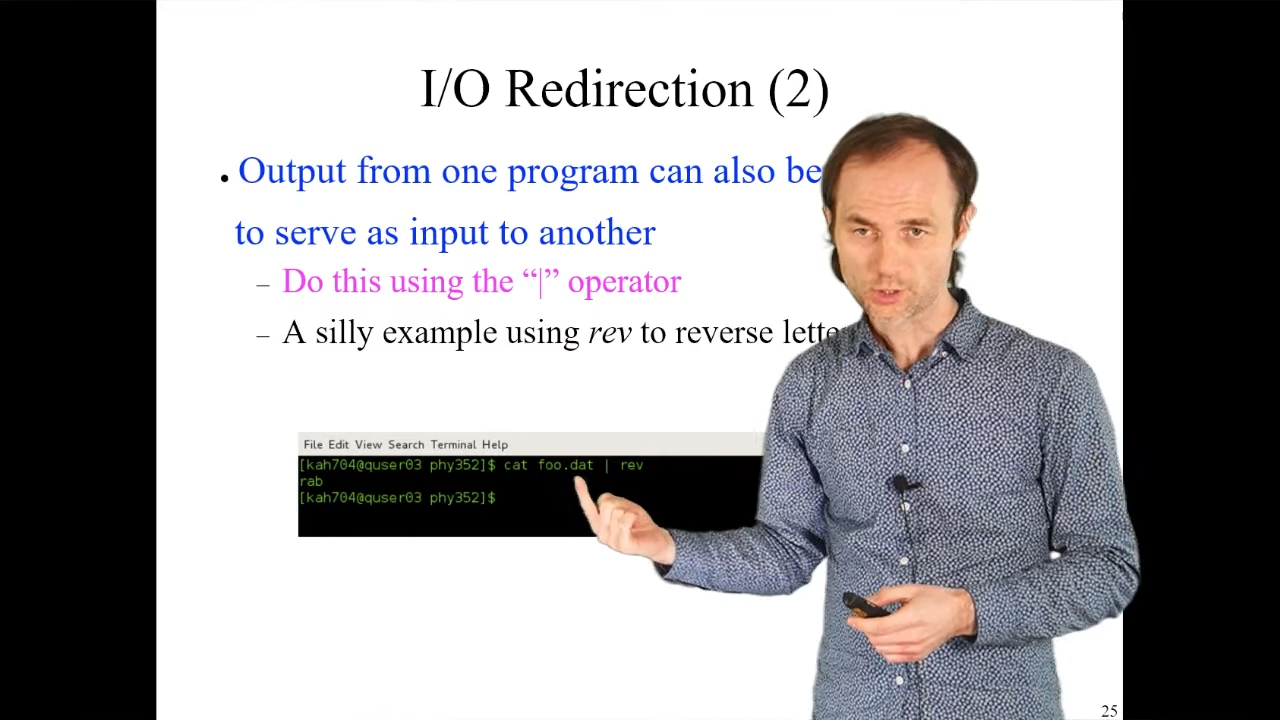 I/O Redirection (2)
• Output from one program can also be
to serve as input to another
– Do this using the “|” operator
– A silly example using rev to reverse
File Edit View Search Terminal Help
[kah704@quser03 phy352]$ cat foo.dat | rev
rab
[kah704@quser03 phy352]$
25